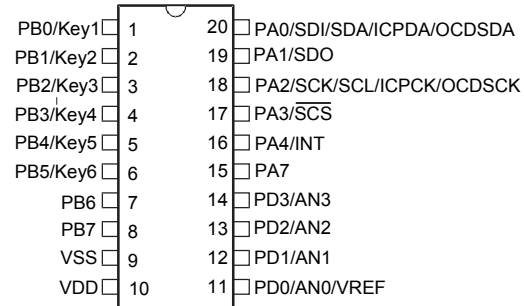 PB0/Key1 1 20 PA0/SDI/SDA/ICPDA/OCDSDA
PB1/Key2 2 19 PA1/SDO
PB2/Key3 3 18 PA2/SCK/SCL/ICPCK/OCDSCK
PB3/Key4 4 17 PA3/SCS
PB4/Key5 5 16 PA4/INT
PB5/Key6 6 15 PA7
PB6 7 14 PD3/AN3
PB7 8 13 PD2/AN2
VSS 9 12 PD1/AN1
VDD 10 11 PD0/AN0/VREF